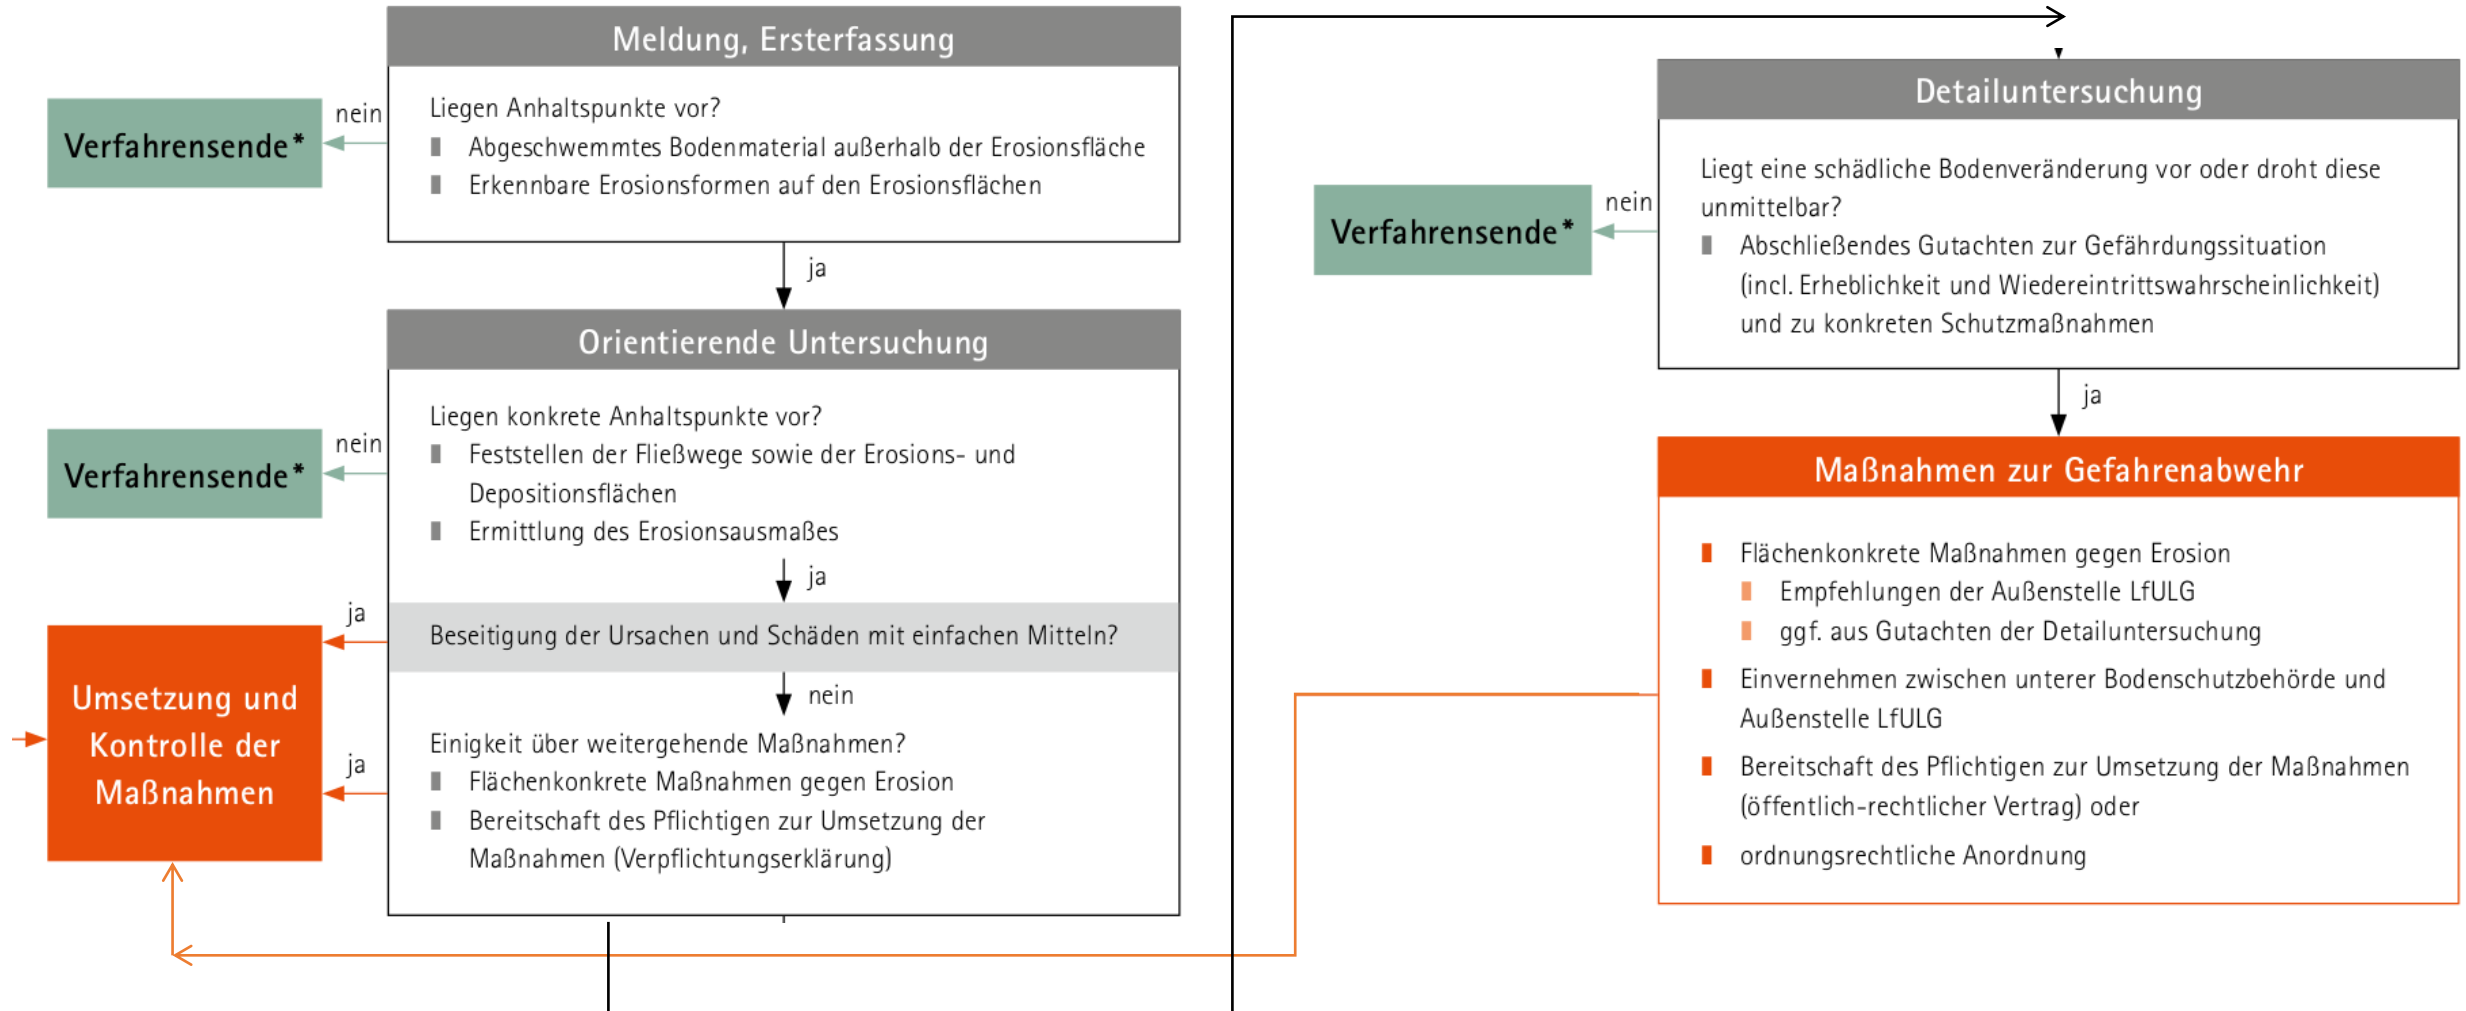 Meldung, Ersterfassung
Liegen Anhaltspunkte vor?
Abgeschwemmtes Bodenmaterial außerhalb der Erosionsfläche
Erkennbare Erosionsformen auf den Erosionsflächen
nein
Verfahrensende*
ja
Orientierende Untersuchung
Liegen konkrete Anhaltspunkte vor?
Feststellen der Fließwege sowie der Erosions- und
Depositionsflächen
Ermittlung des Erosionsausmaßes
nein
Verfahrensende*
ja
Beseitigung der Ursachen und Schäden mit einfachen Mitteln?
ja
nein
Einigkeit über weitergehende Maßnahmen?
Flächenkonkrete Maßnahmen gegen Erosion
Bereitschaft des Pflichtigen zur Umsetzung der
Maßnahmen (Verpflichtungserklärung)
ja
Umsetzung und
Kontrolle der
Maßnahmen
Detailuntersuchung
Liegt eine schädliche Bodenveränderung vor oder droht diese
unmittelbar?
Abschließendes Gutachten zur Gefährdungssituation
(incl. Erheblichkeit und Wiedereintrittswahrscheinlichkeit)
und zu konkreten Schutzmaßnahmen
nein
Verfahrensende*
ja
Maßnahmen zur Gefahrenabwehr
Flächenkonkrete Maßnahmen gegen Erosion
Empfehlungen der Außenstelle LfULG
ggf. aus Gutachten der Detailuntersuchung
Einvernehmen zwischen unterer Bodenschutzbehörde und
Außenstelle LfULG
Bereitschaft des Pflichtigen zur Umsetzung der Maßnahmen
(öffentlich-rechtlicher Vertrag) oder
ordnungsrechtliche Anordnung